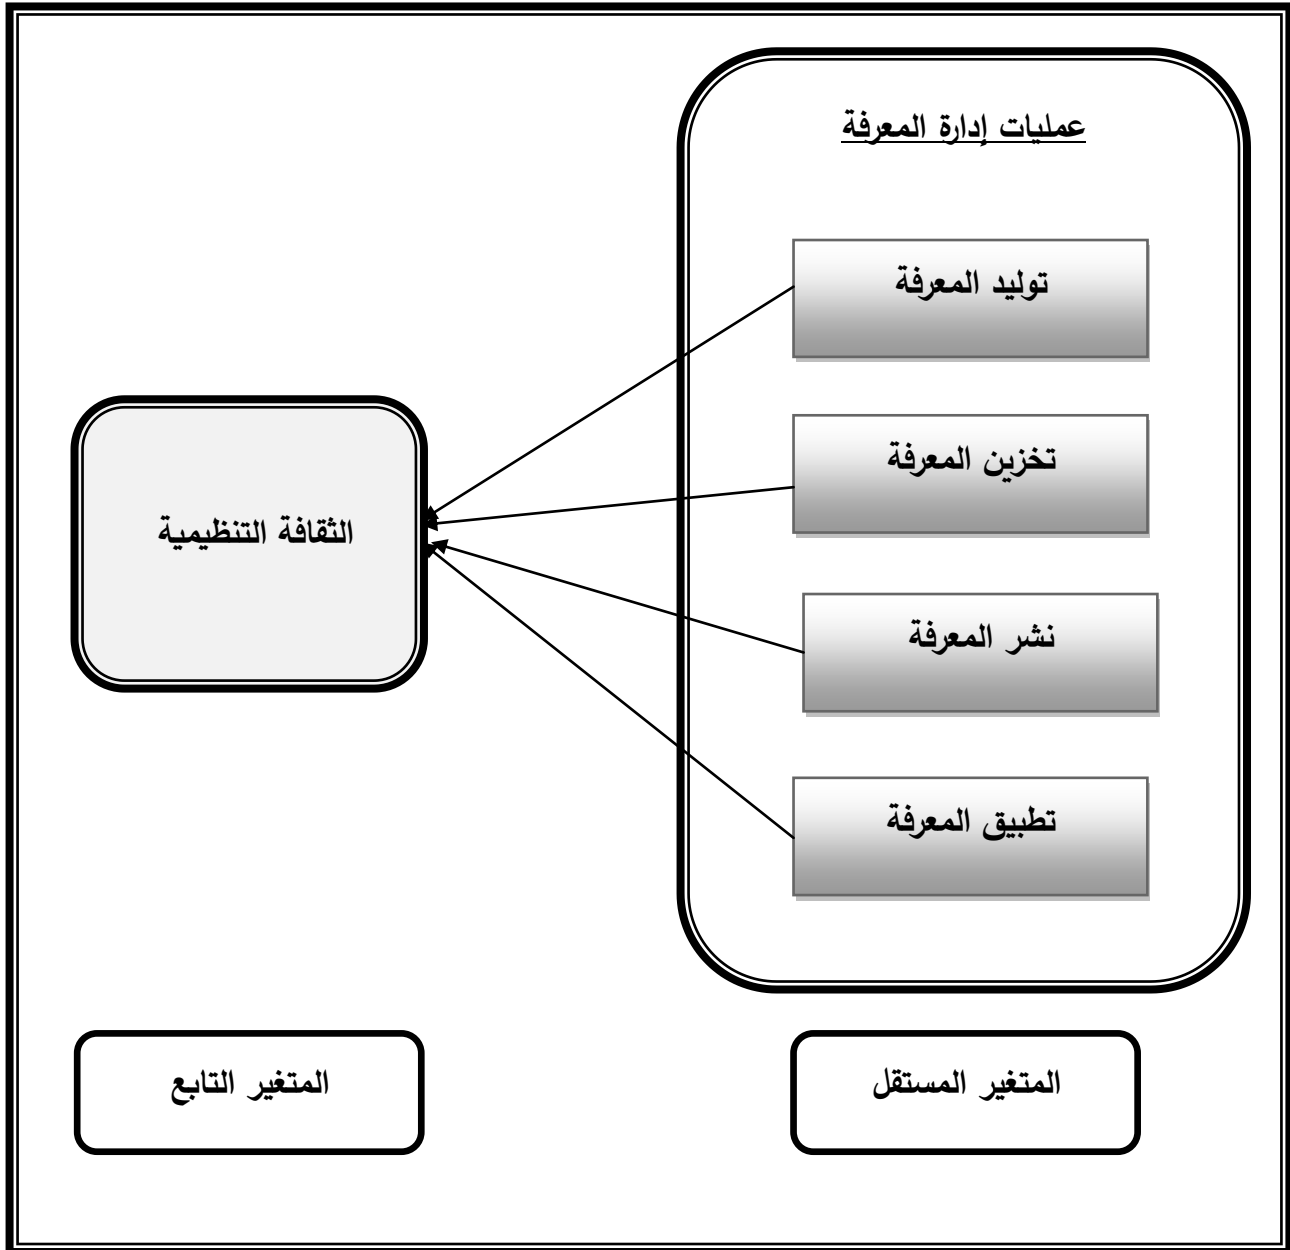 عمليات إدارة المعرفة
توليد المعرفة
تخزين المعرفة
نشر المعرفة
تطبيق المعرفة
الثقافة التنظيمية
المتغير المستقل
المتغير التابع